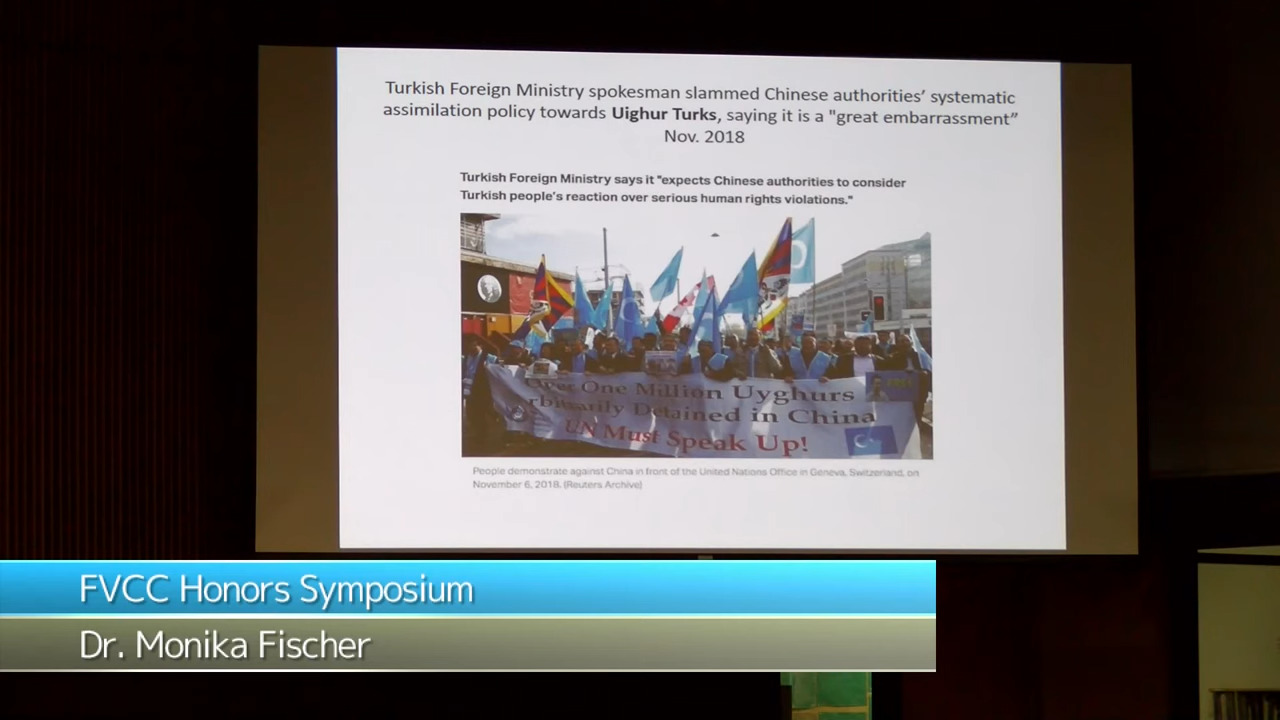 Turkish Foreign Ministry spokesman slammed Chinese authorities’ systematic
assimilation policy towards Uighur Turks, saying it is a "great embarrassment”
Nov. 2018
Turkish Foreign Ministry says it "expects Chinese authorities to consider
Turkish people's reaction over serious human rights violations."
Over One Million Uyghurs
rbitrarily Detained in China
UN Must Speak Up!
People demonstrate against China in front of the United Nations Office in Geneva, Switzerland, on
November 6, 2018. (Reuters Archive)
FVCC Honors Symposium
Dr. Monika Fischer